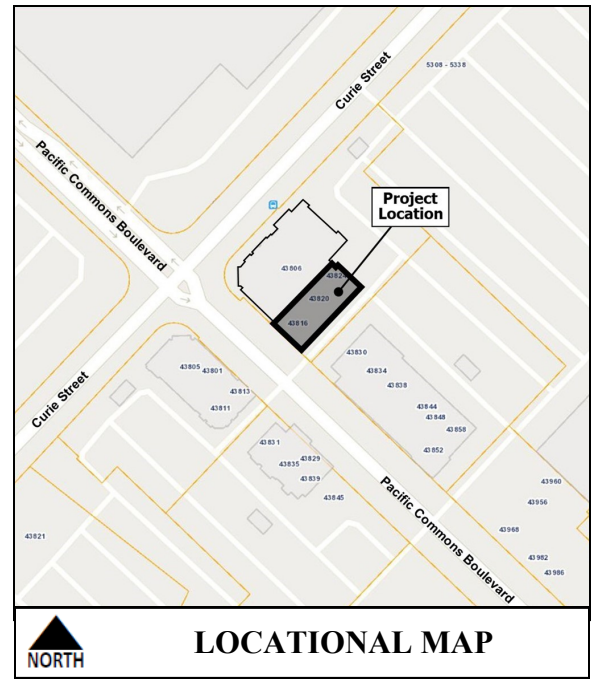 5308 - 5338
Curie Street
Pacific Commons Boulevard
Project
Location
43806
43824
43820
43816
43830
43834
43838
43844
43848
43858
43852
43805 43801
43813
43811
Curie Street
43831
43829
43835
43839
43845
Pacific Commons Boulevard
43960
43956
43968
43982
43986
43821
NORTH
LOCATIONAL MAP